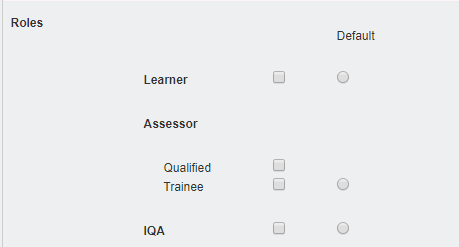 Roles
Default
Learner
Assessor
Qualified
Trainee
IQA